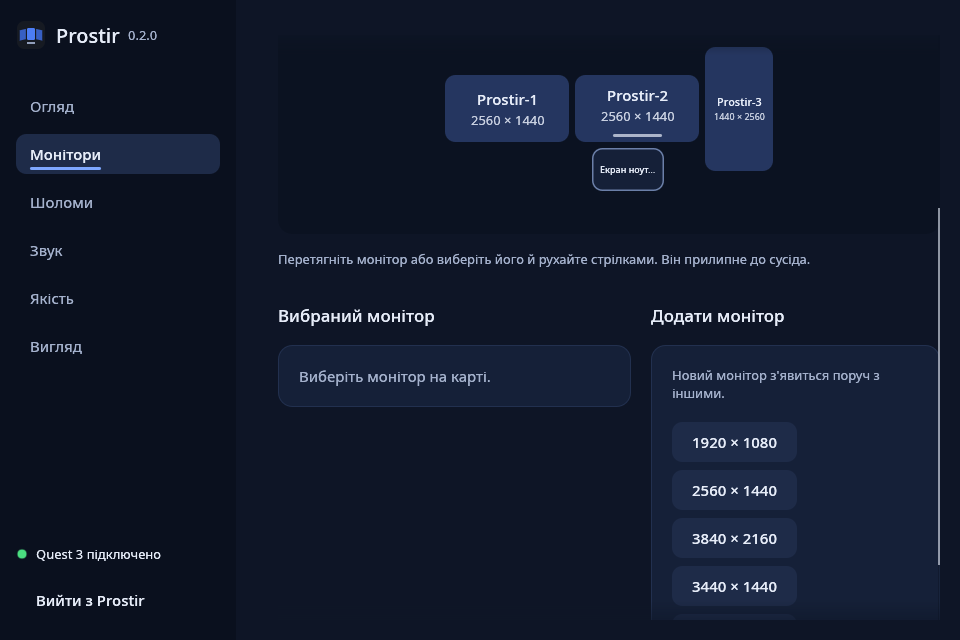 Prostir 0.2.0
Огляд
Монітори
Шоломи
Звук
Якість
Вигляд
Quest 3 підключено
Вийти з Prostir
Prostir-1
2560 × 1440
Prostir-2
2560 × 1440
Prostir-3
1440 × 2560
Екран ноут...
Перетягніть монітор або виберіть його й рухайте стрілками. Він прилипне до сусіда.
Вибраний монітор
Виберіть монітор на карті.
Додати монітор
Новий монітор з'явиться поруч з
іншими.
1920 × 1080
2560 × 1440
3840 × 2160
3440 × 1440